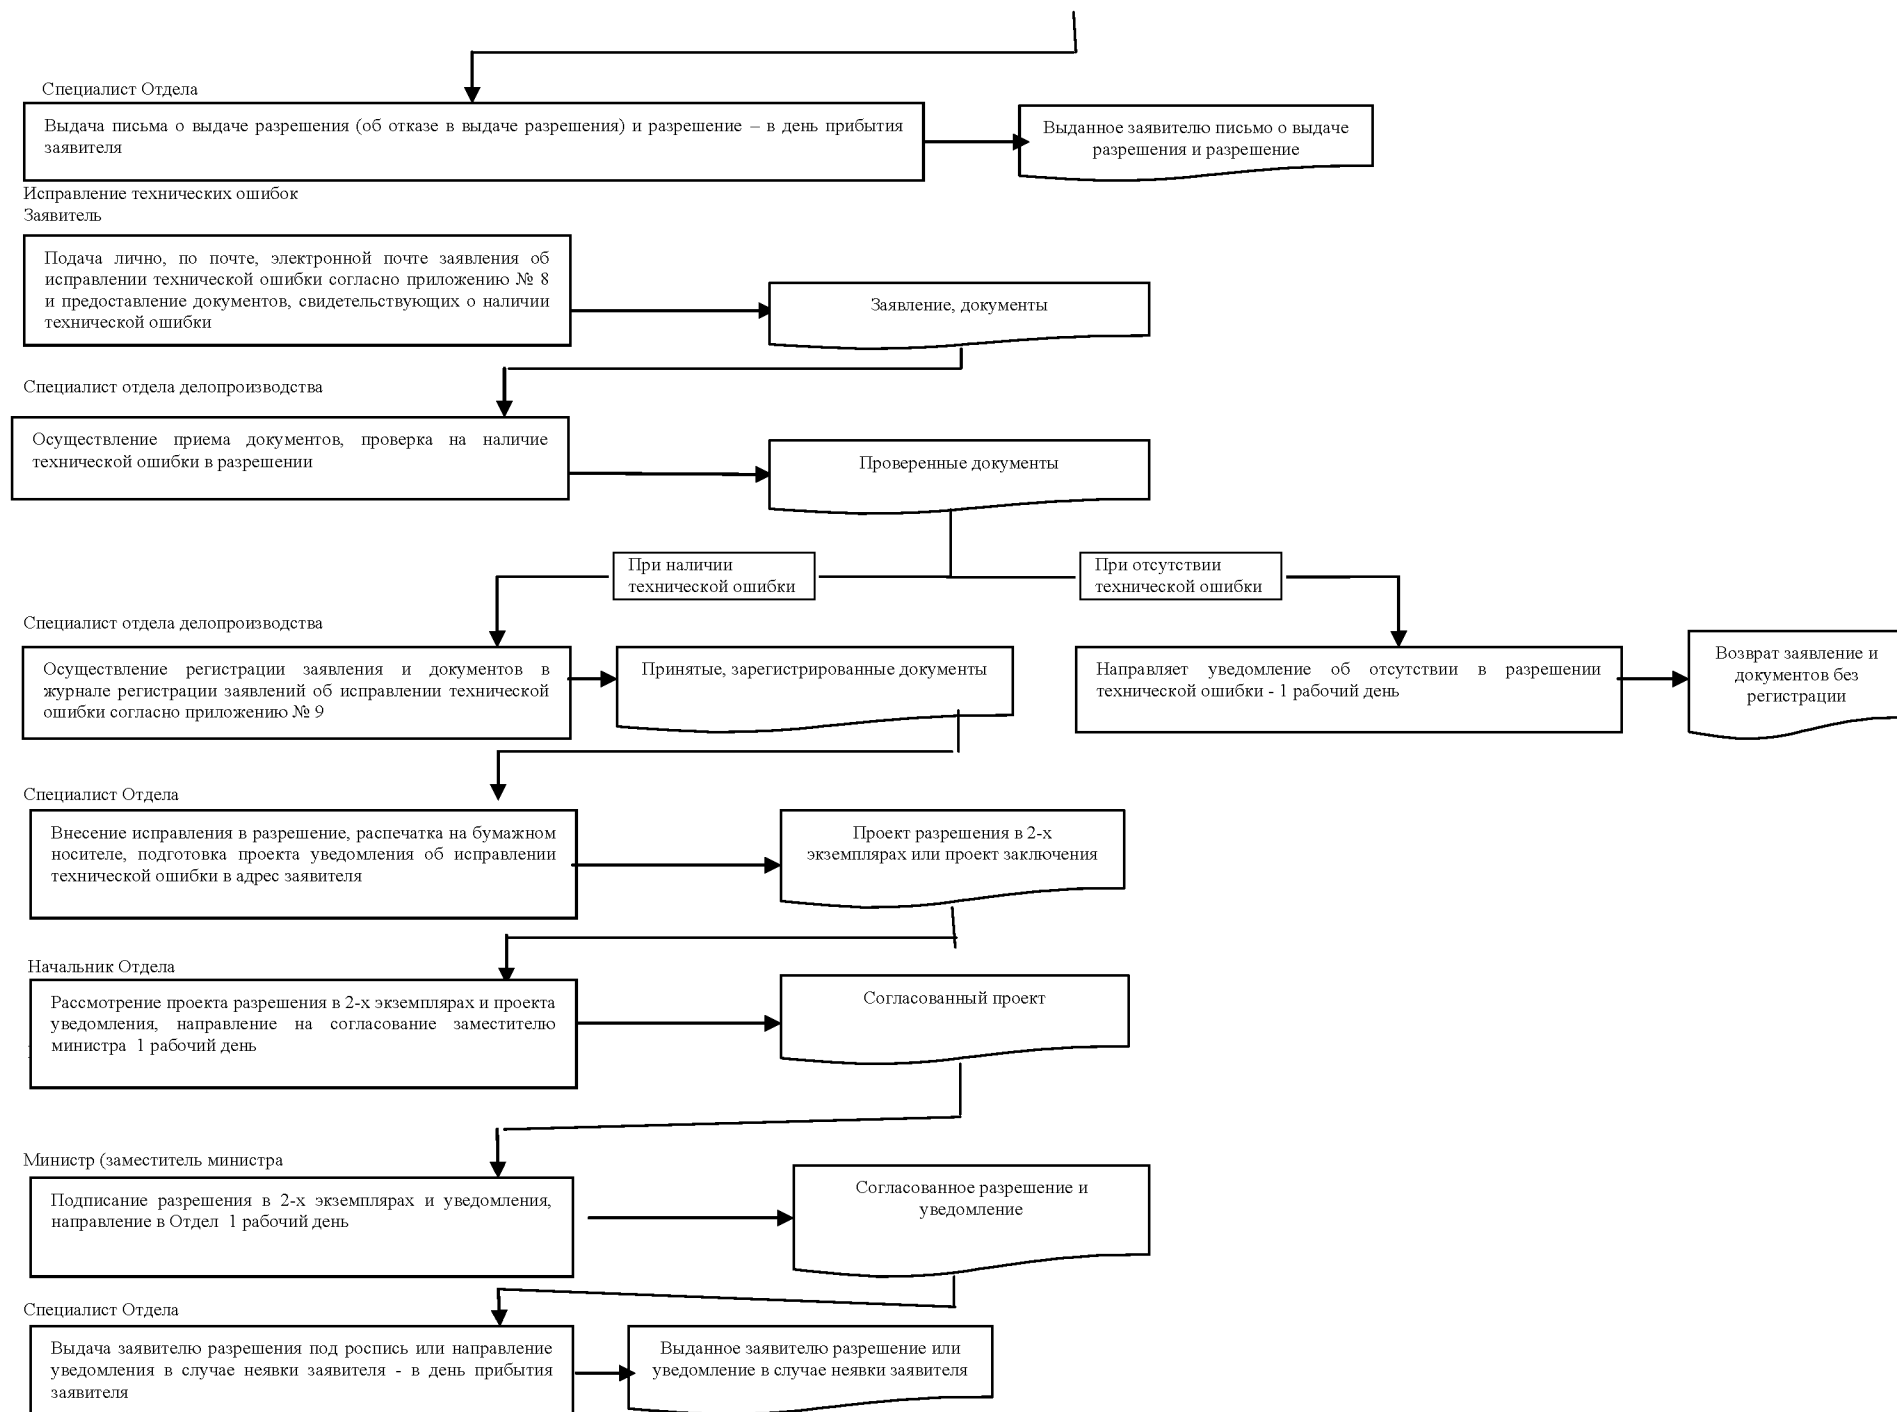 Специалист Отдела
Выдача письма о выдаче разрешения (об отказе в выдаче разрешения) и разрешение – в день прибытия
заявителя
Выданное заявителю письмо о выдаче
разрешения и разрешение
Исправление технических ошибок
Заявитель
Подача лично, по почте, электронной почте заявления об
исправлении технической ошибки согласно приложению № 8
и предоставление документов, свидетельствующих о наличии
технической ошибки
Заявление, документы
Специалист отдела делопроизводства
Осуществление приема документов, проверка на наличие
технической ошибки в разрешении
Проверенные документы
При наличии
технической ошибки
При отсутствии
технической ошибки
Специалист отдела делопроизводства
Осуществление регистрации заявления и документов в
журнале регистрации заявлений об исправлении технической
ошибки согласно приложению № 9
Принятые, зарегистрированные документы
Направляет уведомление об отсутствии в разрешении
технической ошибки - 1 рабочий день
Возврат заявление и
документов без
регистрации
Специалист Отдела
Внесение исправления в разрешение, распечатка на бумажном
носителе, подготовка проекта уведомления об исправлении
технической ошибки в адрес заявителя
Проект разрешения в 2-х
экземплярах или проект заключения
Начальник Отдела
Рассмотрение проекта разрешения в 2-х экземплярах и проекта
уведомления, направление на согласование заместителю
министра 1 рабочий день
Согласованный проект
Министр (заместитель министра
Подписание разрешения в 2-х экземплярах и уведомления,
направление в Отдел 1 рабочий день
Согласованное разрешение и
уведомление
Специалист Отдела
Выдача заявителю разрешения под роспись или направление
уведомления в случае неявки заявителя - в день прибытия
заявителя
Выданное заявителю разрешение или
уведомление в случае неявки заявителя